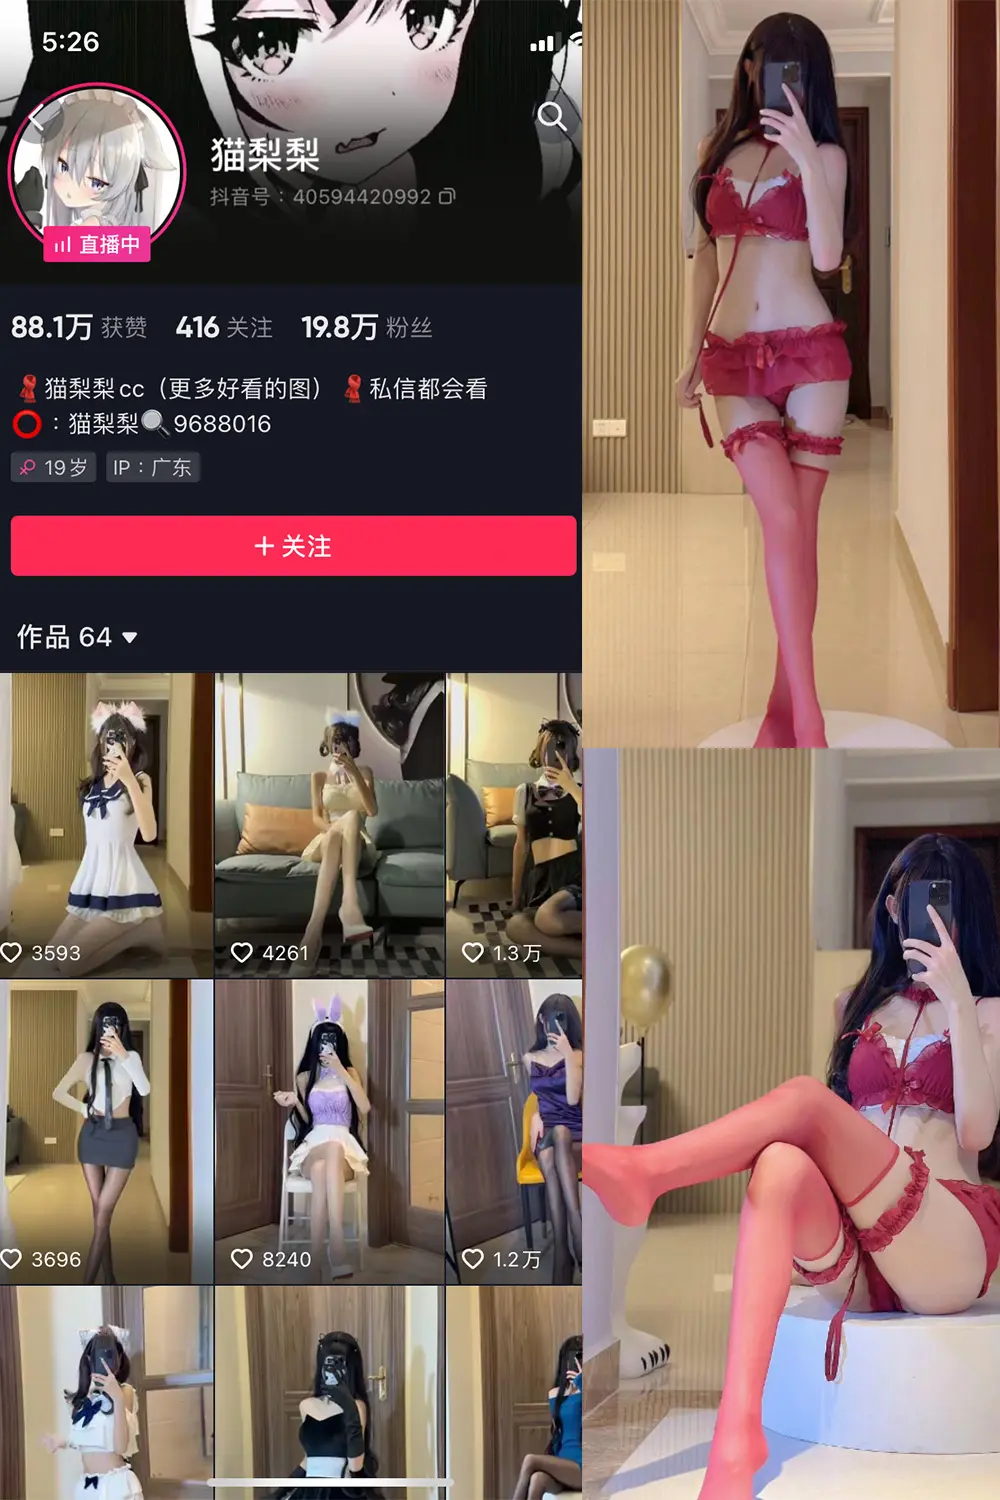 5:26
猫梨梨
抖音号：40594420992
直播中
88.1万 获赞 416 关注 19.8万 粉丝
猫梨梨cc（更多好看的图） 私信都会看
：猫梨梨 9688016
19岁 IP：广东
+ 关注
作品 64
3593 4261 1.3万
3696 8240 1.2万